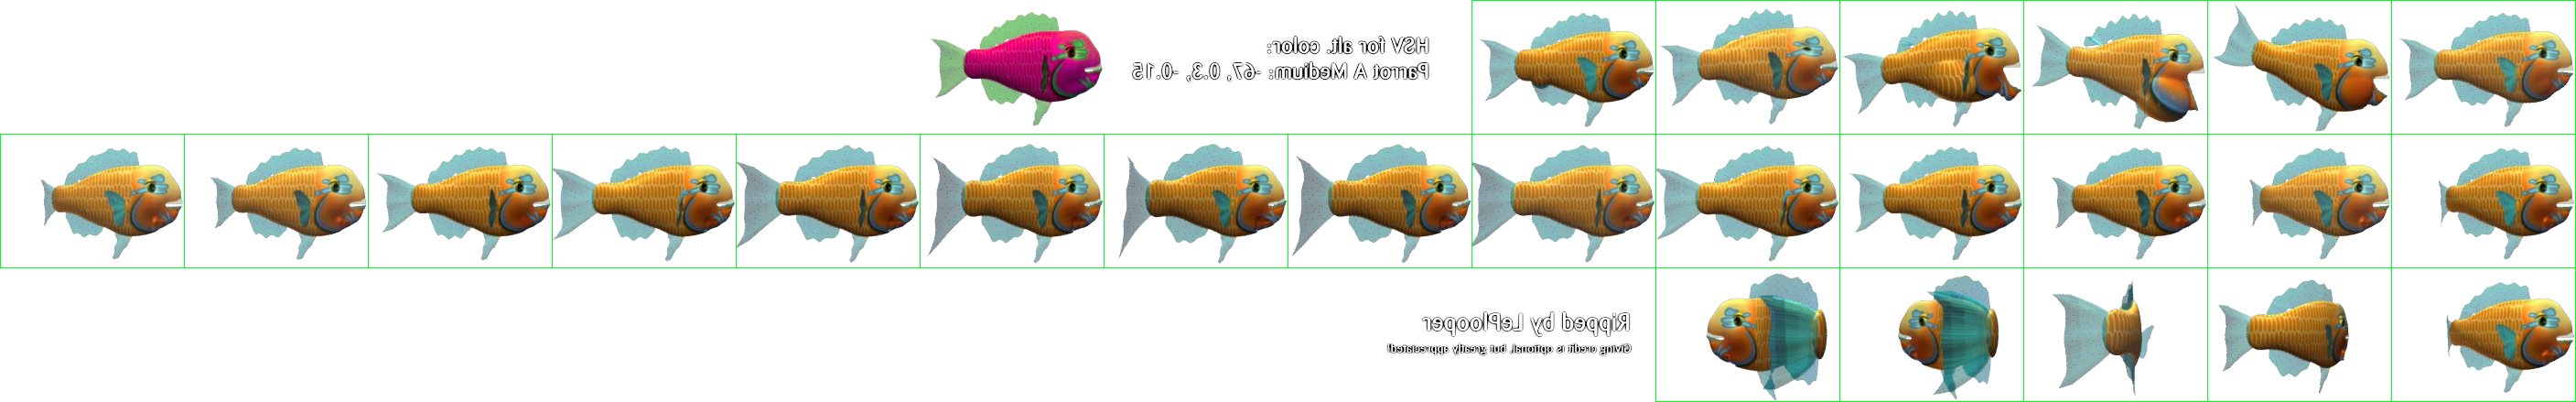 HSV for alt. color:
Parrot A Medium: -67, 0.3, -0.15
Ripped by LePlooper
Giving credit is optional, but greatly appreciated!